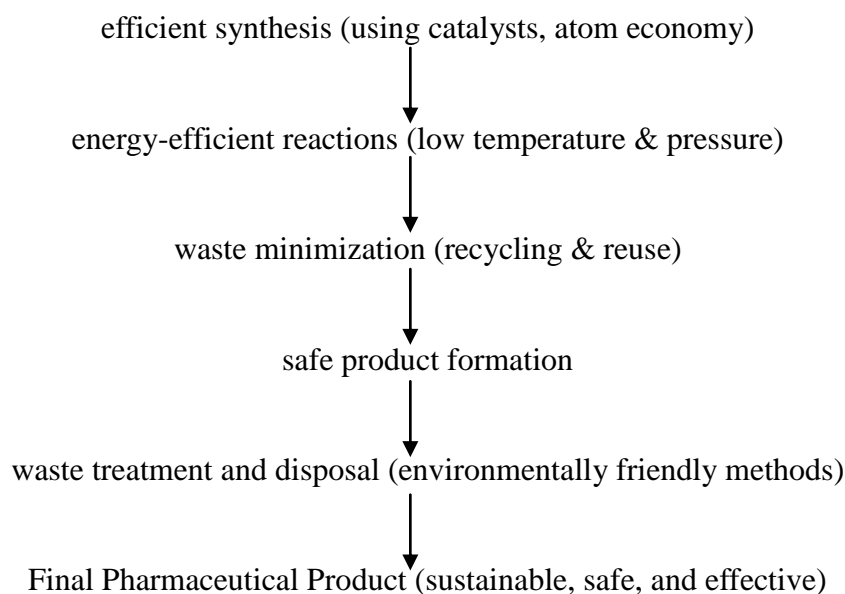 efficient synthesis (using catalysts, atom economy)
energy-efficient reactions (low temperature & pressure)
waste minimization (recycling & reuse)
safe product formation
waste treatment and disposal (environmentally friendly methods)
Final Pharmaceutical Product (sustainable, safe, and effective)